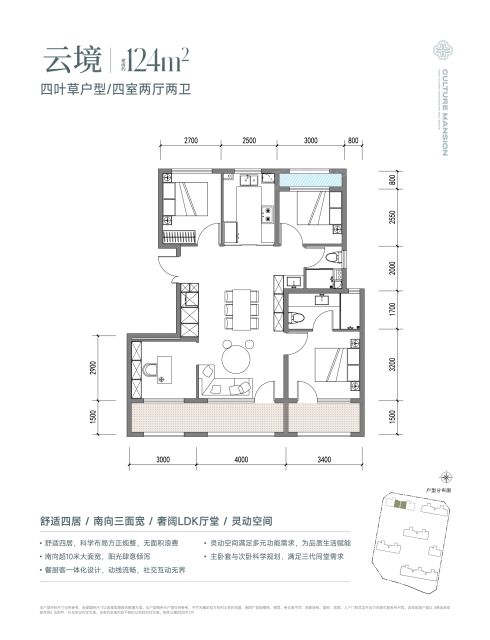 云境 建面约 124m²
四叶草户型/四室两厅两卫
CULTURE MANSION
2700 2500 3000 800
800
2550
2000
1700
3200
1500
2900
1500
3000 4000 3400
户型分布图
舒适四居 / 南向三面宽 / 奢阔LDK厅堂 / 灵动空间
• 舒适四居，科学布局方正规整，无面积浪费
• 南向超10米大面宽，阳光肆意倾泻
• 餐厨客一体化设计，动线流畅，社交互动无界
• 灵动空间满足多元功能需求，为品质生活赋能
• 主卧套与次卧科学规划，满足三代同堂需求